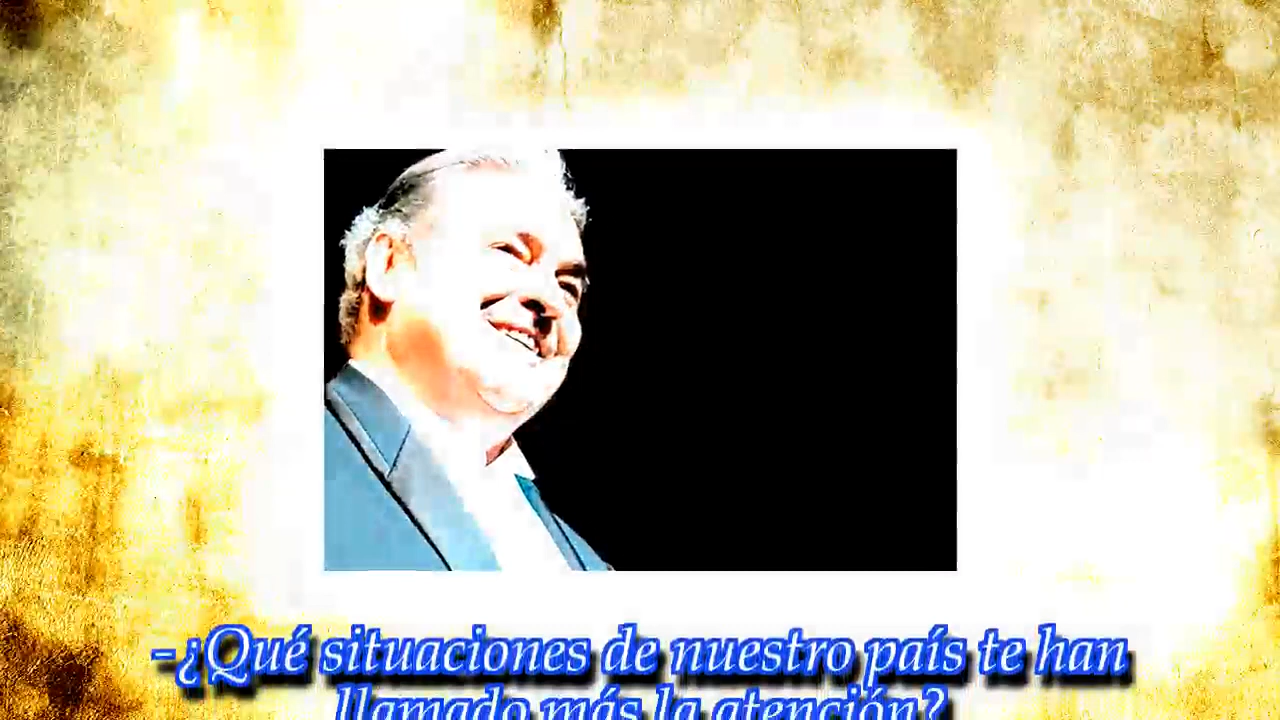 -¿Qué situaciones de nuestro país te han
llamado más la atención?